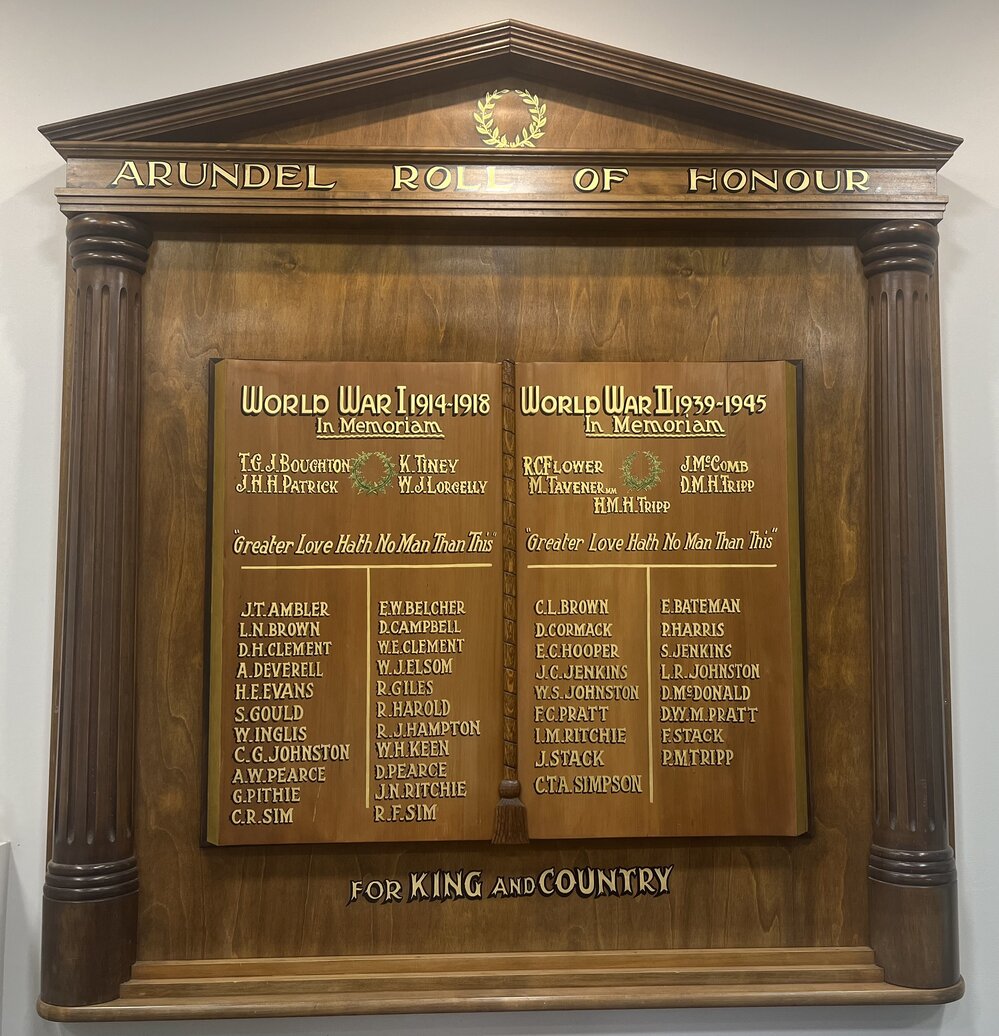 ARUNDEL ROLL OF HONOUR
WORLD WAR I 1914-1918
In Memoriam
T.G.J. BOUGHTON K. TINEY
J.H.H. PATRICK W.J. LORGELLY
"Greater Love Hath No Man Than This"
J.T. AMBLER
L.N. BROWN
D.H. CLEMENT
A. DEVERELL
H.E. EVANS
S. GOULD
W. INGLIS
C.G. JOHNSTON
A.W. PEARCE
G. PITHIE
C.R. SIM
E.W. BELCHER
D. CAMPBELL
W.E. CLEMENT
W.J. ELSOM
R. GILES
R. HAROLD
R.J. HAMPTON
W.H. KEEN
D. PEARCE
J.N. RITCHIE
R.F. SIM
WORLD WAR II 1939-1945
In Memoriam
R.C. FLOWER J. McCOMB
M. TAVENER MM D.M.H. TRIPP
H.M.H. TRIPP
"Greater Love Hath No Man Than This"
C.L. BROWN
D. CORMACK
E.C. HOOPER
J.C. JENKINS
W.S. JOHNSTON
F.C. PRATT
I.M. RITCHIE
J. STACK
C.T.A. SIMPSON
E. BATEMAN
P. HARRIS
S. JENKINS
L.R. JOHNSTON
D. McDONALD
D.W.M. PRATT
F. STACK
P.M TRIPP
FOR KING AND COUNTRY